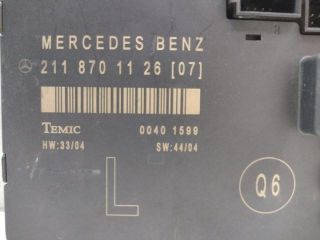 MERCEDES BENZ
211 870 11 26 [07]
TEMIC 0040 1599
HW:33/04 SW:44/04
L Q6